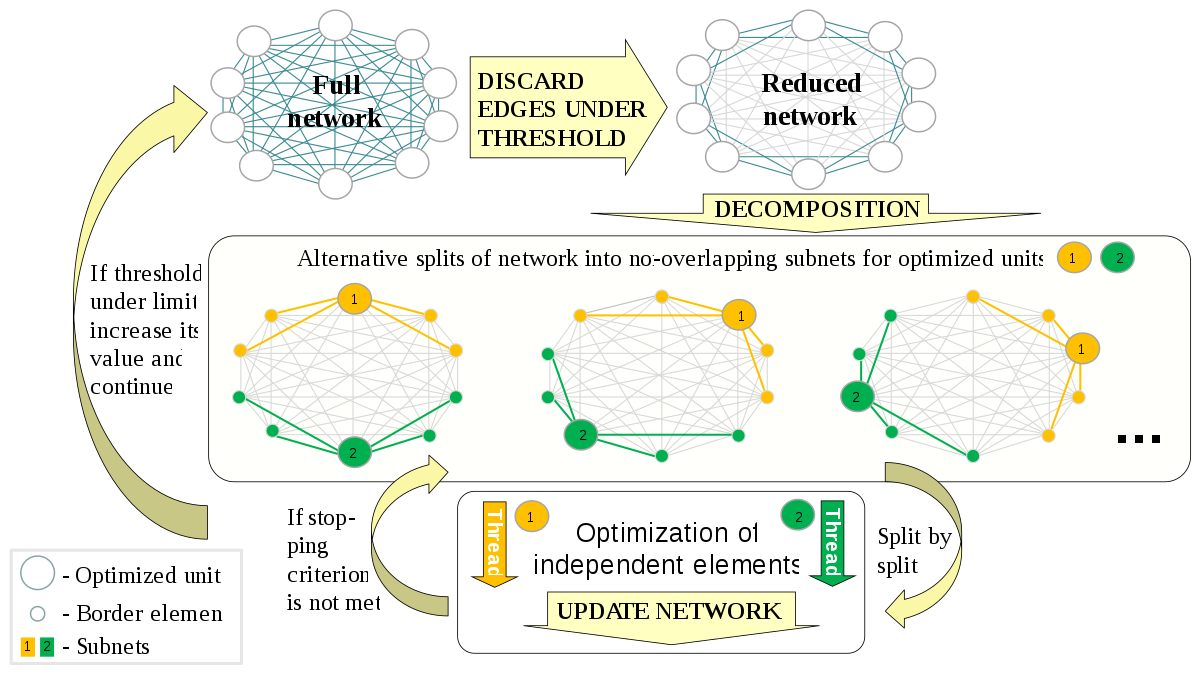 Full
network
DISCARD
EDGES UNDER
THRESHOLD
Reduced
network
DECOMPOSITION
Alternative splits of network into no-overlapping subnets for optimized units
1
2
If threshold
under limit
increase its
value and
continue
1
2
1
2
1
2
...
If stop-
ping
criterion
is not met
Thread
1
Optimization of
independent elements
2
Thread
UPDATE NETWORK
Split by
split
- Optimized unit
- Border elemen
1 2 - Subnets